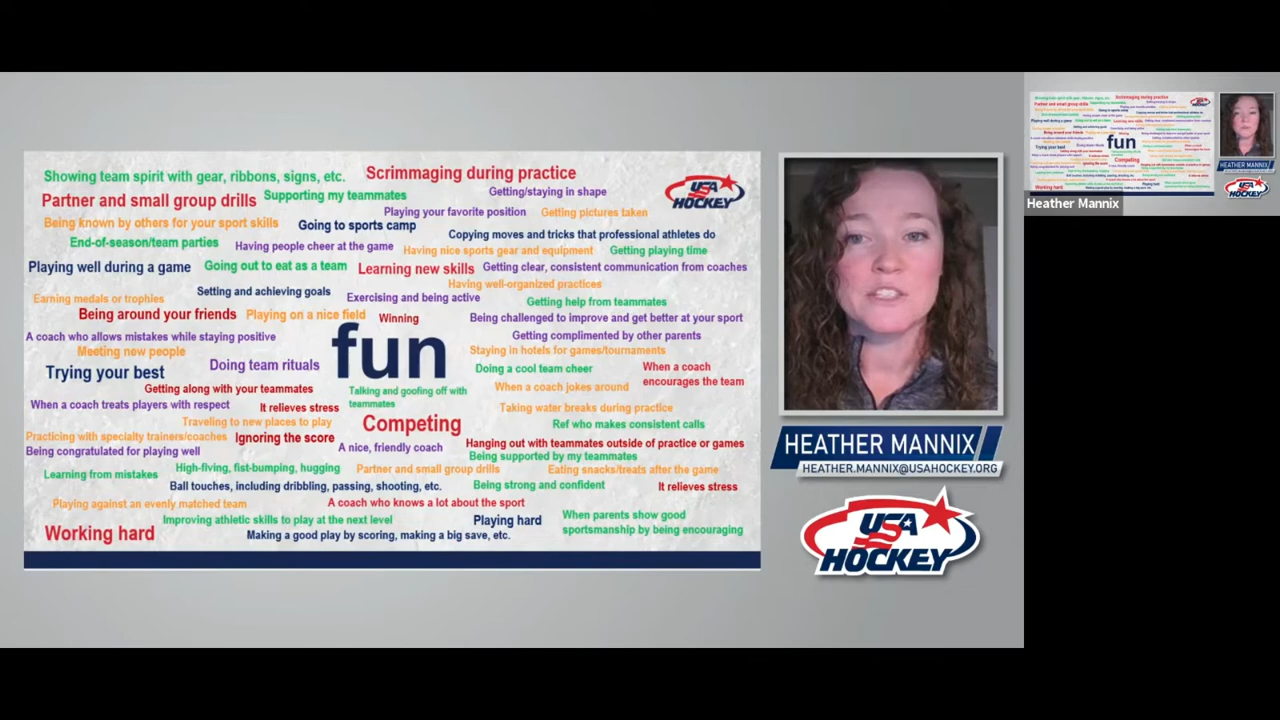 Showing team spirit with gear, ribbons, signs, etc.
Scrimmaging during practice
Partner and small group drills
Supporting my teammates
Getting/staying in shape
USA
HOCKEY
Being known by others for your sport skills
Going to sports camp
Playing your favorite position
Getting pictures taken
End-of-season/team parties
Having people cheer at the game
Copying moves and tricks that professional athletes do
Having nice sports gear and equipment
Getting playing time
Playing well during a game
Going out to eat as a team
Learning new skills
Getting clear, consistent communication from coaches
Having well-organized practices
Earning medals or trophies
Setting and achieving goals
Exercising and being active
Getting help from teammates
Being around your friends
Playing on a nice field
Winning
Being challenged to improve and get better at your sport
A coach who allows mistakes while staying positive
fun
Getting complimented by other parents
Meeting new people
Staying in hotels for games/tournaments
Trying your best
Doing team rituals
Doing a cool team cheer
When a coach
encourages the team
Getting along with your teammates
Talking and goofing off with
teammates
When a coach jokes around
When a coach treats players with respect
It relieves stress
Taking water breaks during practice
Traveling to new places to play
Competing
Ref who makes consistent calls
Practicing with specialty trainers/coaches
Ignoring the score
A nice, friendly coach
Hanging out with teammates outside of practice or games
Being congratulated for playing well
Being supported by my teammates
Learning from mistakes
High-fiving, fist-bumping, hugging
Partner and small group drills
Eating snacks/treats after the game
Ball touches, including dribbling, passing, shooting, etc.
Being strong and confident
It relieves stress
Playing against an evenly matched team
A coach who knows a lot about the sport
Improving athletic skills to play at the next level
Playing hard
When parents show good
sportsmanship by being encouraging
Working hard
Making a good play by scoring, making a big save, etc.
HEATHER MANNIX
HEATHER.MANNIX@USAHOCKEY.ORG
USA
HOCKEY
fun
Competing
HEATHER MANNIX
USA
HOCKEY
Heather Mannix